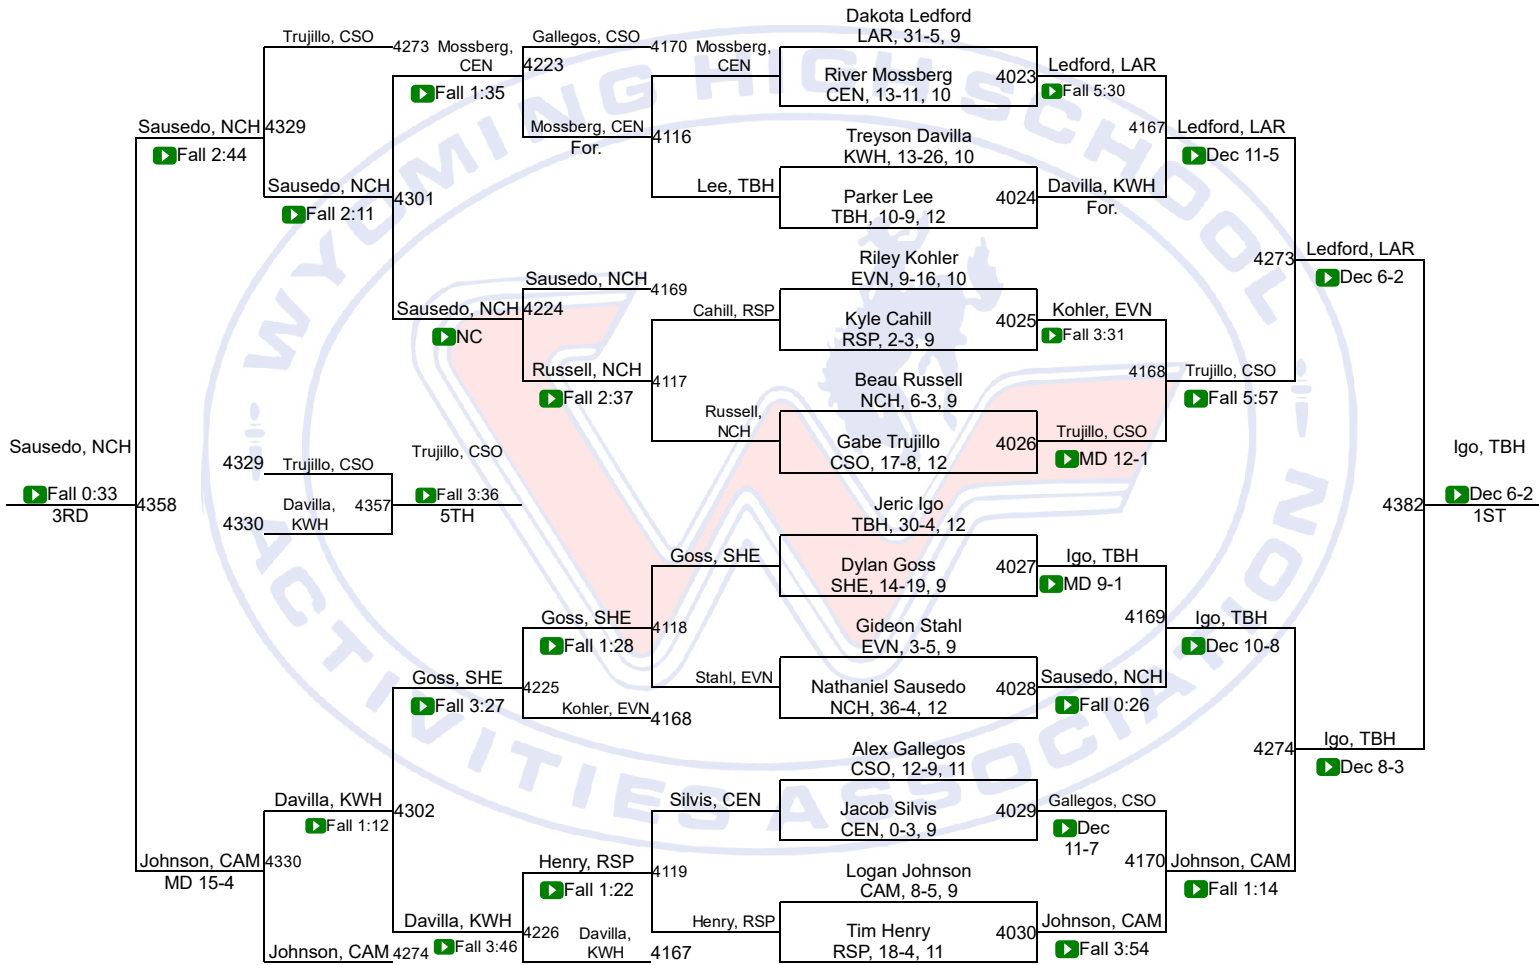 Dakota Ledford
LAR, 31-5, 9
Trujillo, CSO
4273
Mossberg,
CEN
Gallegos, CSO
4170
Mossberg,
CEN
4223
River Mossberg
CEN, 13-11, 10
4023
Ledford, LAR
Fall 5:30
Fall 1:35
Sausedo, NCH
4329
Fall 2:44
Mossberg, CEN
For.
4116
Treyson Davilla
KWH, 13-26, 10
4167
Ledford, LAR
Dec 11-5
Sausedo, NCH
4301
Fall 2:11
Lee, TBH
Parker Lee
TBH, 10-9, 12
4024
Davilla, KWH
For.
Riley Kohler
EVN, 9-16, 10
4273
Ledford, LAR
Dec 6-2
Sausedo, NCH
4169
Sausedo, NCH
4224
NC
Cahill, RSP
Kyle Cahill
RSP, 2-3, 9
4025
Kohler, EVN
Fall 3:31
Russell, NCH
4117
Fall 2:37
Beau Russell
NCH, 6-3, 9
4168
Trujillo, CSO
Fall 5:57
Russell,
NCH
Gabe Trujillo
CSO, 17-8, 12
4026
Trujillo, CSO
MD 12-1
Sausedo, NCH
Fall 0:33
3RD
4358
4329
Trujillo, CSO
Trujillo, CSO
4330
Davilla,
KWH
4357
Fall 3:36
5TH
Jeric Igo
TBH, 30-4, 12
4382
Igo, TBH
Dec 6-2
1ST
Goss, SHE
Dylan Goss
SHE, 14-19, 9
4027
Igo, TBH
MD 9-1
Goss, SHE
4118
Fall 1:28
Gideon Stahl
EVN, 3-5, 9
4169
Igo, TBH
Dec 10-8
Goss, SHE
4225
Fall 3:27
Stahl, EVN
Nathaniel Sausedo
NCH, 36-4, 12
4028
Sausedo, NCH
Fall 0:26
Kohler, EVN
4168
Alex Gallegos
CSO, 12-9, 11
4274
Igo, TBH
Dec 8-3
Davilla, KWH
4302
Fall 1:12
Silvis, CEN
Jacob Silvis
CEN, 0-3, 9
4029
Gallegos, CSO
Dec
11-7
Johnson, CAM
4330
MD 15-4
Henry, RSP
4119
Fall 1:22
Logan Johnson
CAM, 8-5, 9
4170
Johnson, CAM
Fall 1:14
Davilla, KWH
4226
Fall 3:46
Henry, RSP
Tim Henry
RSP, 18-4, 11
4030
Johnson, CAM
Fall 3:54
Johnson, CAM
4274
Davilla,
KWH
4167
WYOMING HIGH SCHOOL
ACTIVITIES ASSOCIATION